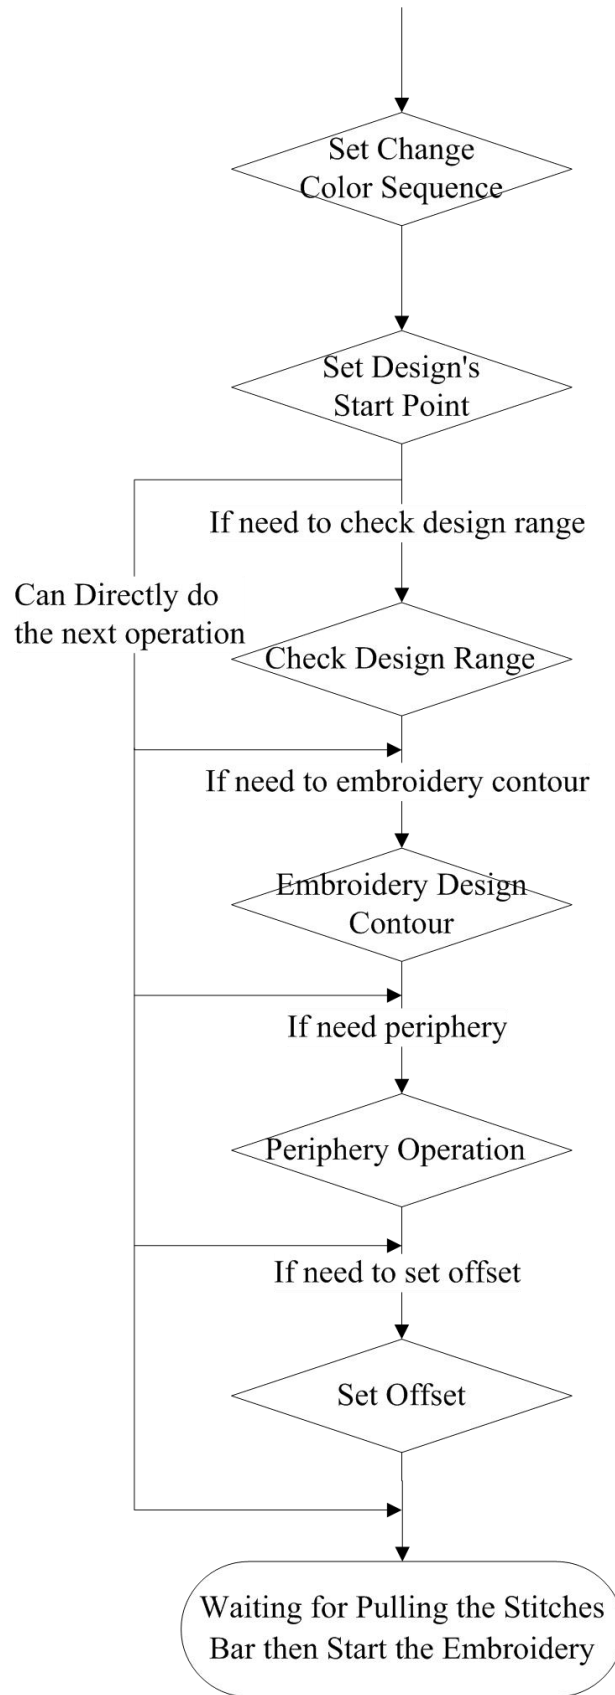 Set Change
Color Sequence
Set Design's
Start Point
If need to check design range
Can Directly do
the next operation
Check Design Range
If need to embroidery contour
Embroidery Design
Contour
If need periphery
Periphery Operation
If need to set offset
Set Offset
Waiting for Pulling the Stitches
Bar then Start the Embroidery